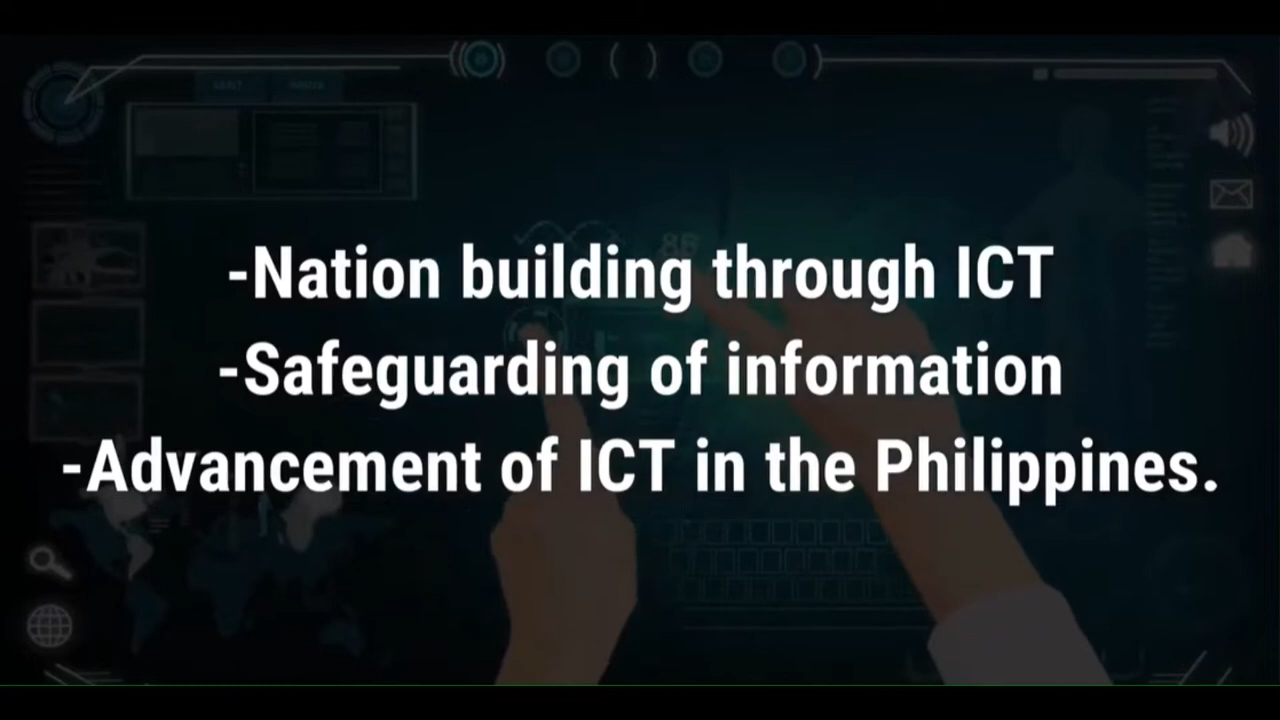 -Nation building through ICT
-Safeguarding of information
-Advancement of ICT in the Philippines.